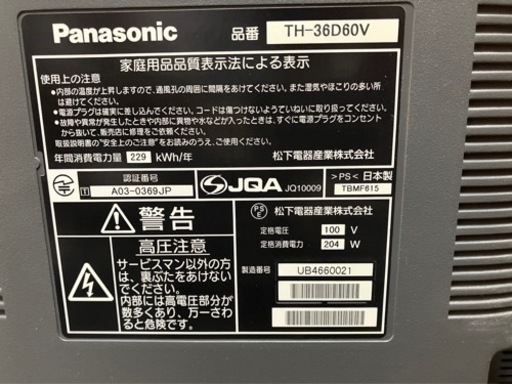 Panasonic 品番 TH-36D60V
家庭用品品質表示法による表示
使用上の注意
●内部の温度が上昇しますので、通風孔の周囲に間隔をあけてください。また湿気やほこりの多い所
は避けてください。
●電源プラグは確実に差し込んでください。コードは傷つけないようていねいに取り扱ってください。
●故障や異常が発生したときや内部に異物や水などが入ったときは、すぐに電源プラグをコンセント
から抜いて、販売店に修理をご依頼ください。
取扱説明書の"安全上のご注意"をお読みください。
年間消費電力量 229 kWh/年 松下電器産業株式会社
認証番号
T A03-0369JP
JQA JQ10009
>PS< 日本製
TBMF615
警告
高圧注意
サービスマン以外の方
は、裏ぶたをあけない
でください。
内部には高電圧部分が
数多くあり、万一さわ
ると危険です。
PS E 松下電器産業株式会社
定格電圧 100 V
定格消費電力 204 W
製造番号 UB4660021